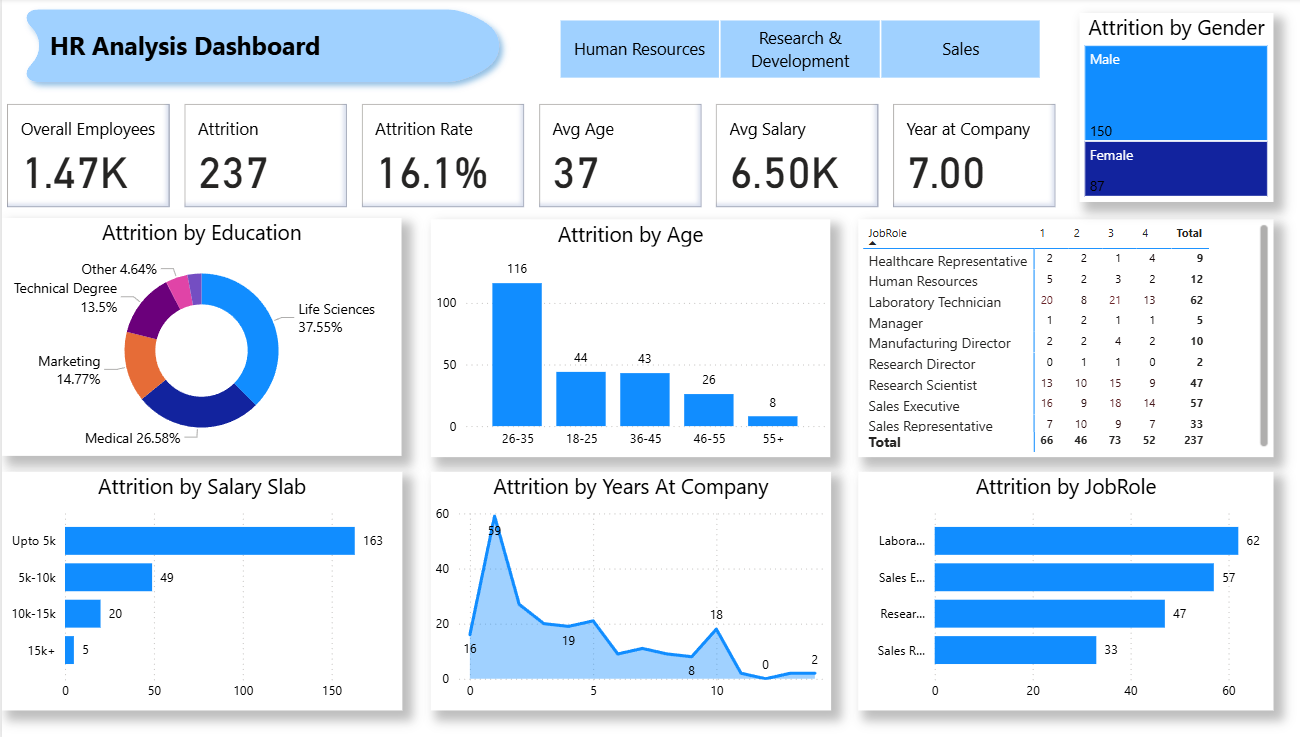 HR Analysis Dashboard
Human Resources
Research &
Development
Sales
Attrition by Gender
Male
150
Female
87
Overall Employees
1.47K
Attrition
237
Attrition Rate
16.1%
Avg Age
37
Avg Salary
6.50K
Year at Company
7.00
Attrition by Education
Other 4.64%
Technical Degree
13.5%
Life Sciences
37.55%
Marketing
14.77%
Medical 26.58%
Attrition by Age
116
100
44
43
50
26
8
0
26-35 18-25 36-45 46-55 55+
JobRole 1 2 3 4 Total
Healthcare Representative 2 2 1 4 9
Human Resources 5 2 3 2 12
Laboratory Technician 20 8 21 13 62
Manager 1 2 1 1 5
Manufacturing Director 2 2 4 2 10
Research Director 0 1 1 0 2
Research Scientist 13 10 15 9 47
Sales Executive 16 9 18 14 57
Sales Representative 7 10 9 7 33
Total 66 46 73 52 237
Attrition by Salary Slab
Upto 5k 163
5k-10k 49
10k-15k 20
15k+ 5
0 50 100 150
Attrition by Years At Company
60
59
40
20
18
19
16
8
0
2
0
0 5 10
Attrition by JobRole
Labora... 62
Sales E... 57
Resear... 47
Sales R... 33
0 20 40 60